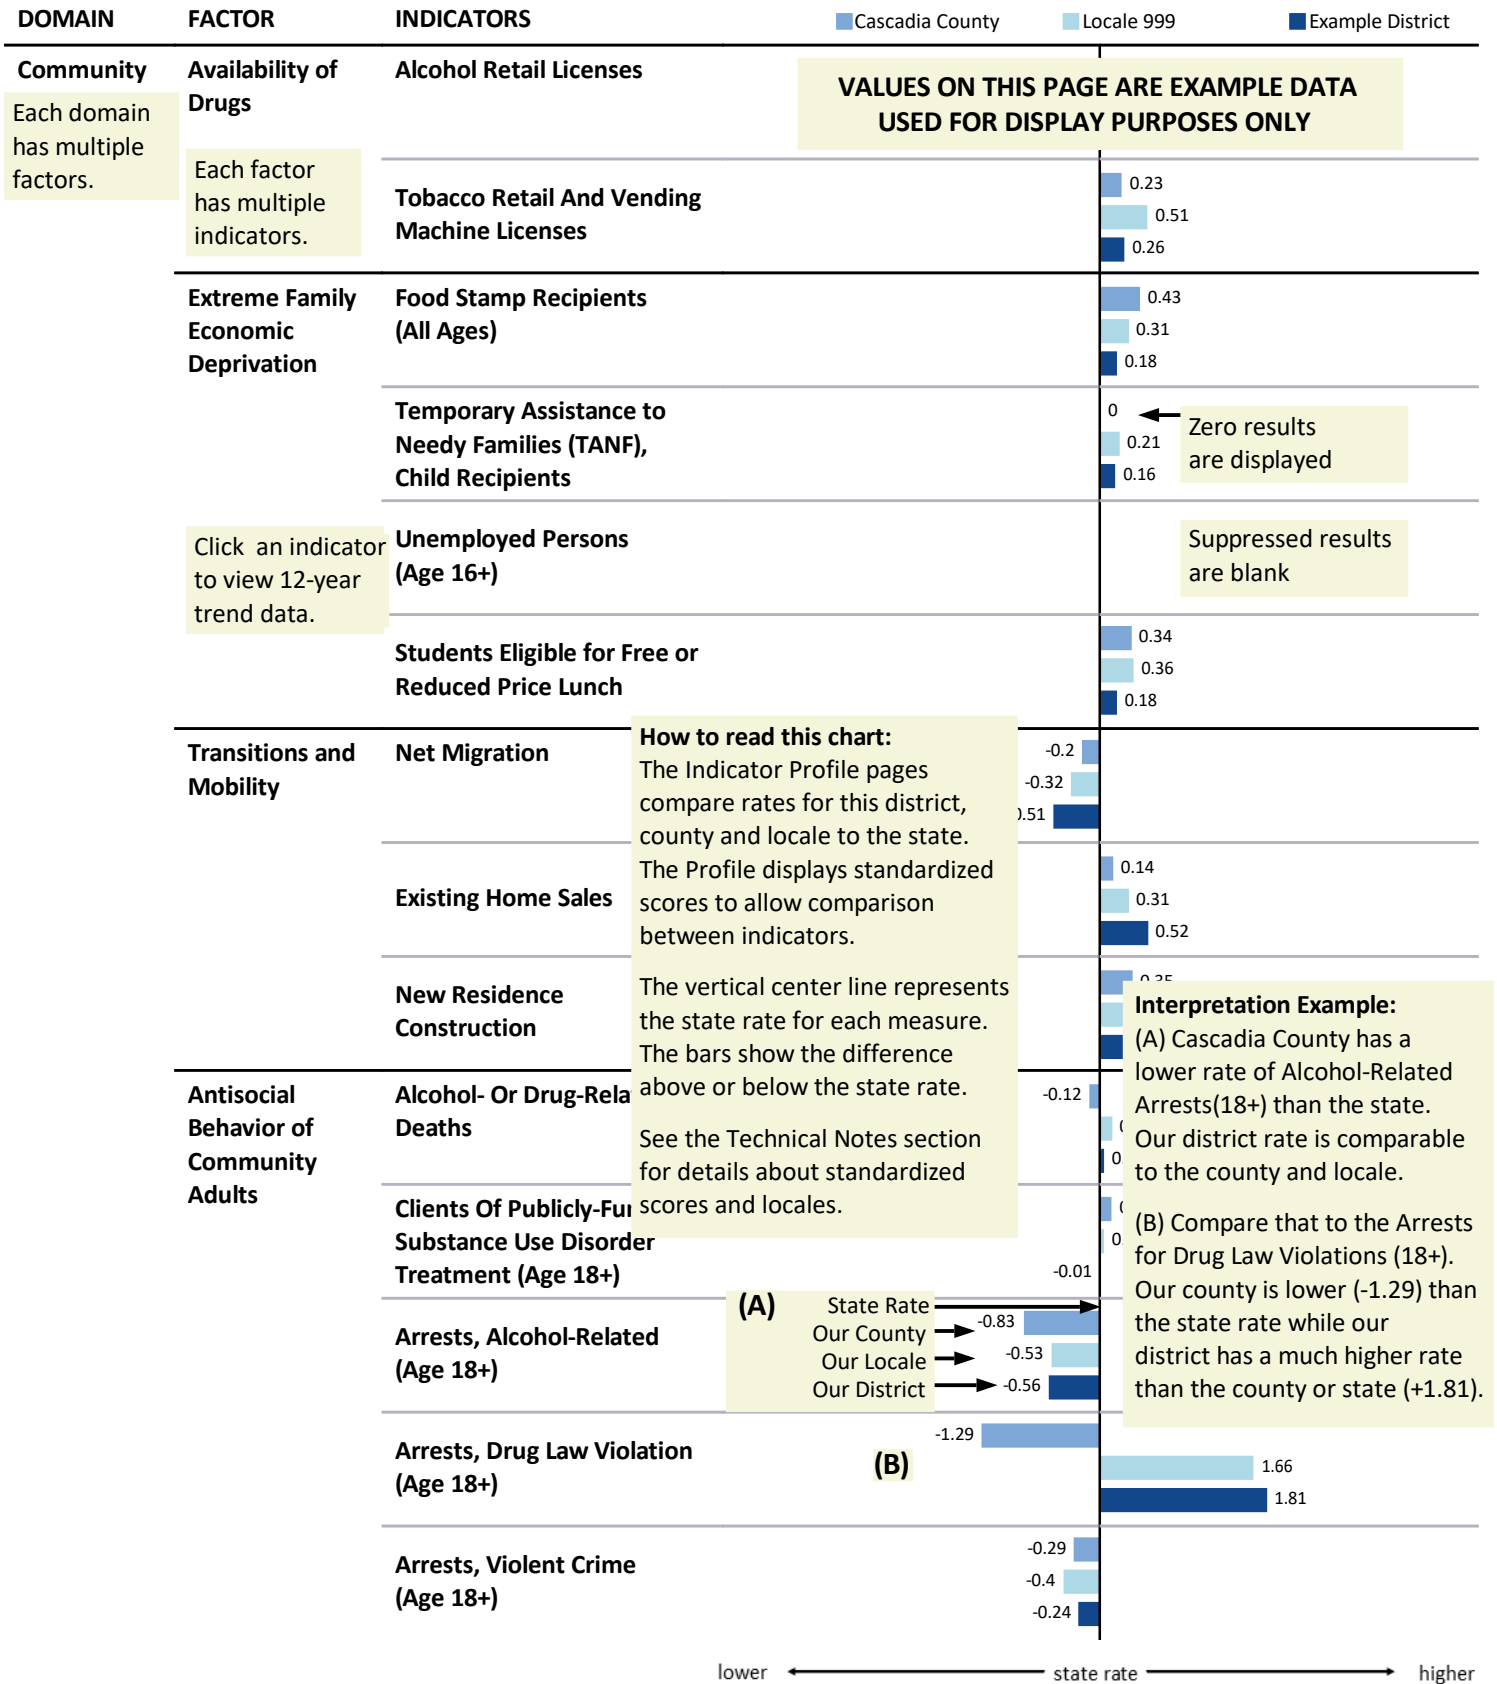 DOMAIN FACTOR INDICATORS Cascadia County Locale 999 Example District
Community
Each domain
has multiple
factors.
Availability of
Drugs
Each factor
has multiple
indicators.
Alcohol Retail Licenses
VALUES ON THIS PAGE ARE EXAMPLE DATA
USED FOR DISPLAY PURPOSES ONLY
Tobacco Retail And Vending
Machine Licenses
0.23
0.51
0.26
Extreme Family
Economic
Deprivation
Food Stamp Recipients
(All Ages)
0.43
0.31
0.18
Temporary Assistance to
Needy Families (TANF),
Child Recipients
0
0.21
0.16
Zero results
are displayed
Click an indicator
to view 12-year
trend data.
Unemployed Persons
(Age 16+)
Suppressed results
are blank
Students Eligible for Free or
Reduced Price Lunch
0.34
0.36
0.18
Transitions and
Mobility
Net Migration
-0.2
-0.32
.51
How to read this chart:
The Indicator Profile pages
compare rates for this district,
county and locale to the state.
The Profile displays standardized
scores to allow comparison
between indicators.
The vertical center line represents
the state rate for each measure.
The bars show the difference
above or below the state rate.
See the Technical Notes section
for details about standardized
scores and locales.
Existing Home Sales
0.14
0.31
0.52
New Residence
Construction
Interpretation Example:
(A) Cascadia County has a
lower rate of Alcohol-Related
Arrests(18+) than the state.
Our district rate is comparable
to the county and locale.
(B) Compare that to the Arrests
for Drug Law Violations (18+).
Our county is lower (-1.29) than
the state rate while our
district has a much higher rate
than the county or state (+1.81).
Antisocial
Behavior of
Community
Adults
Alcohol- Or Drug-Rela
Deaths
-0.12
0.
Clients Of Publicly-Fu
Substance Use Disorder
Treatment (Age 18+)
0.
-0.01
Arrests, Alcohol-Related
(Age 18+)
(A) State Rate
Our County -0.83
Our Locale -0.53
Our District -0.56
Arrests, Drug Law Violation
(Age 18+)
(B)
-1.29
1.66
1.81
Arrests, Violent Crime
(Age 18+)
-0.29
-0.4
-0.24
lower state rate higher